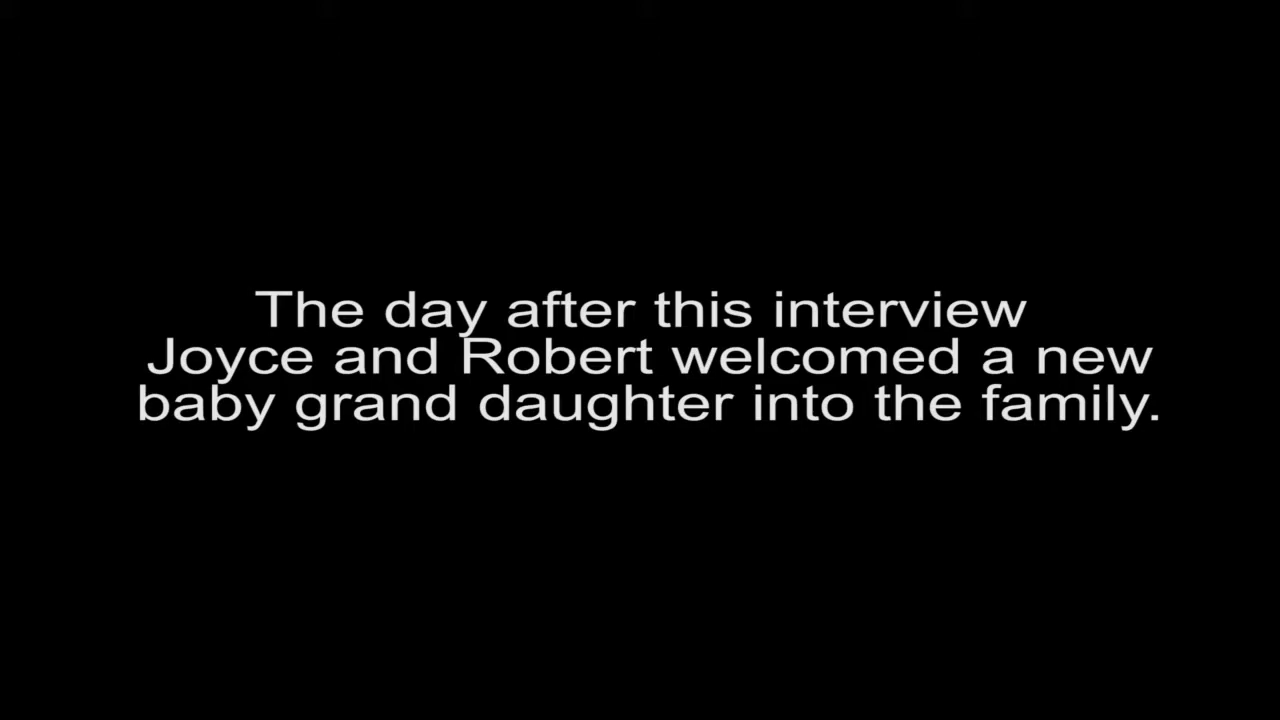 The day after this interview
Joyce and Robert welcomed a new
baby grand daughter into the family.